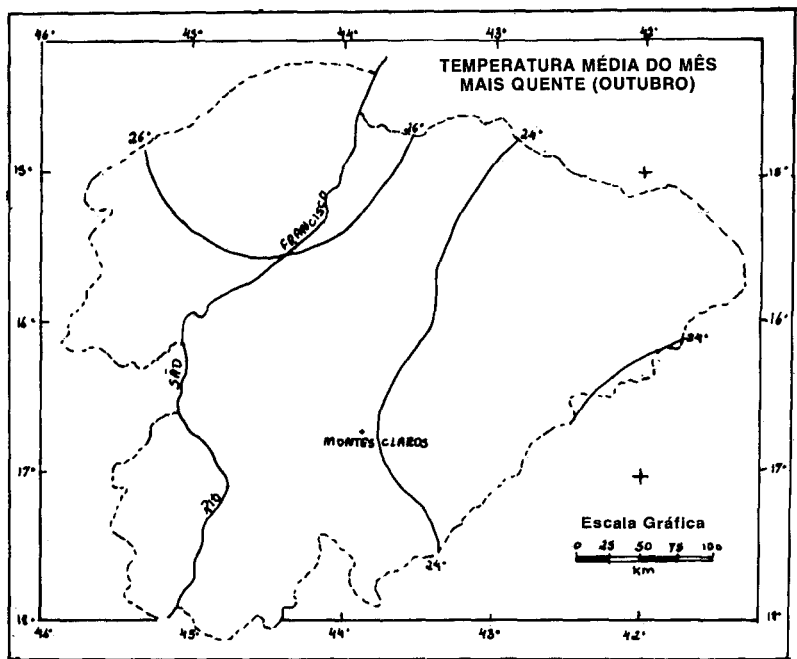 46° 45° 44° 43° 42°
TEMPERATURA MÉDIA DO MÊS
MAIS QUENTE (OUTUBRO)
26° 26° 24°
15° 15°
FRANCISCO
16° 16°
24°
SÃO
MONTES CLAROS
17° 17°
RIO
Escala Gráfica
0 25 50 75 100
Km
24°
18° 18°
46° 45° 44° 43° 42°